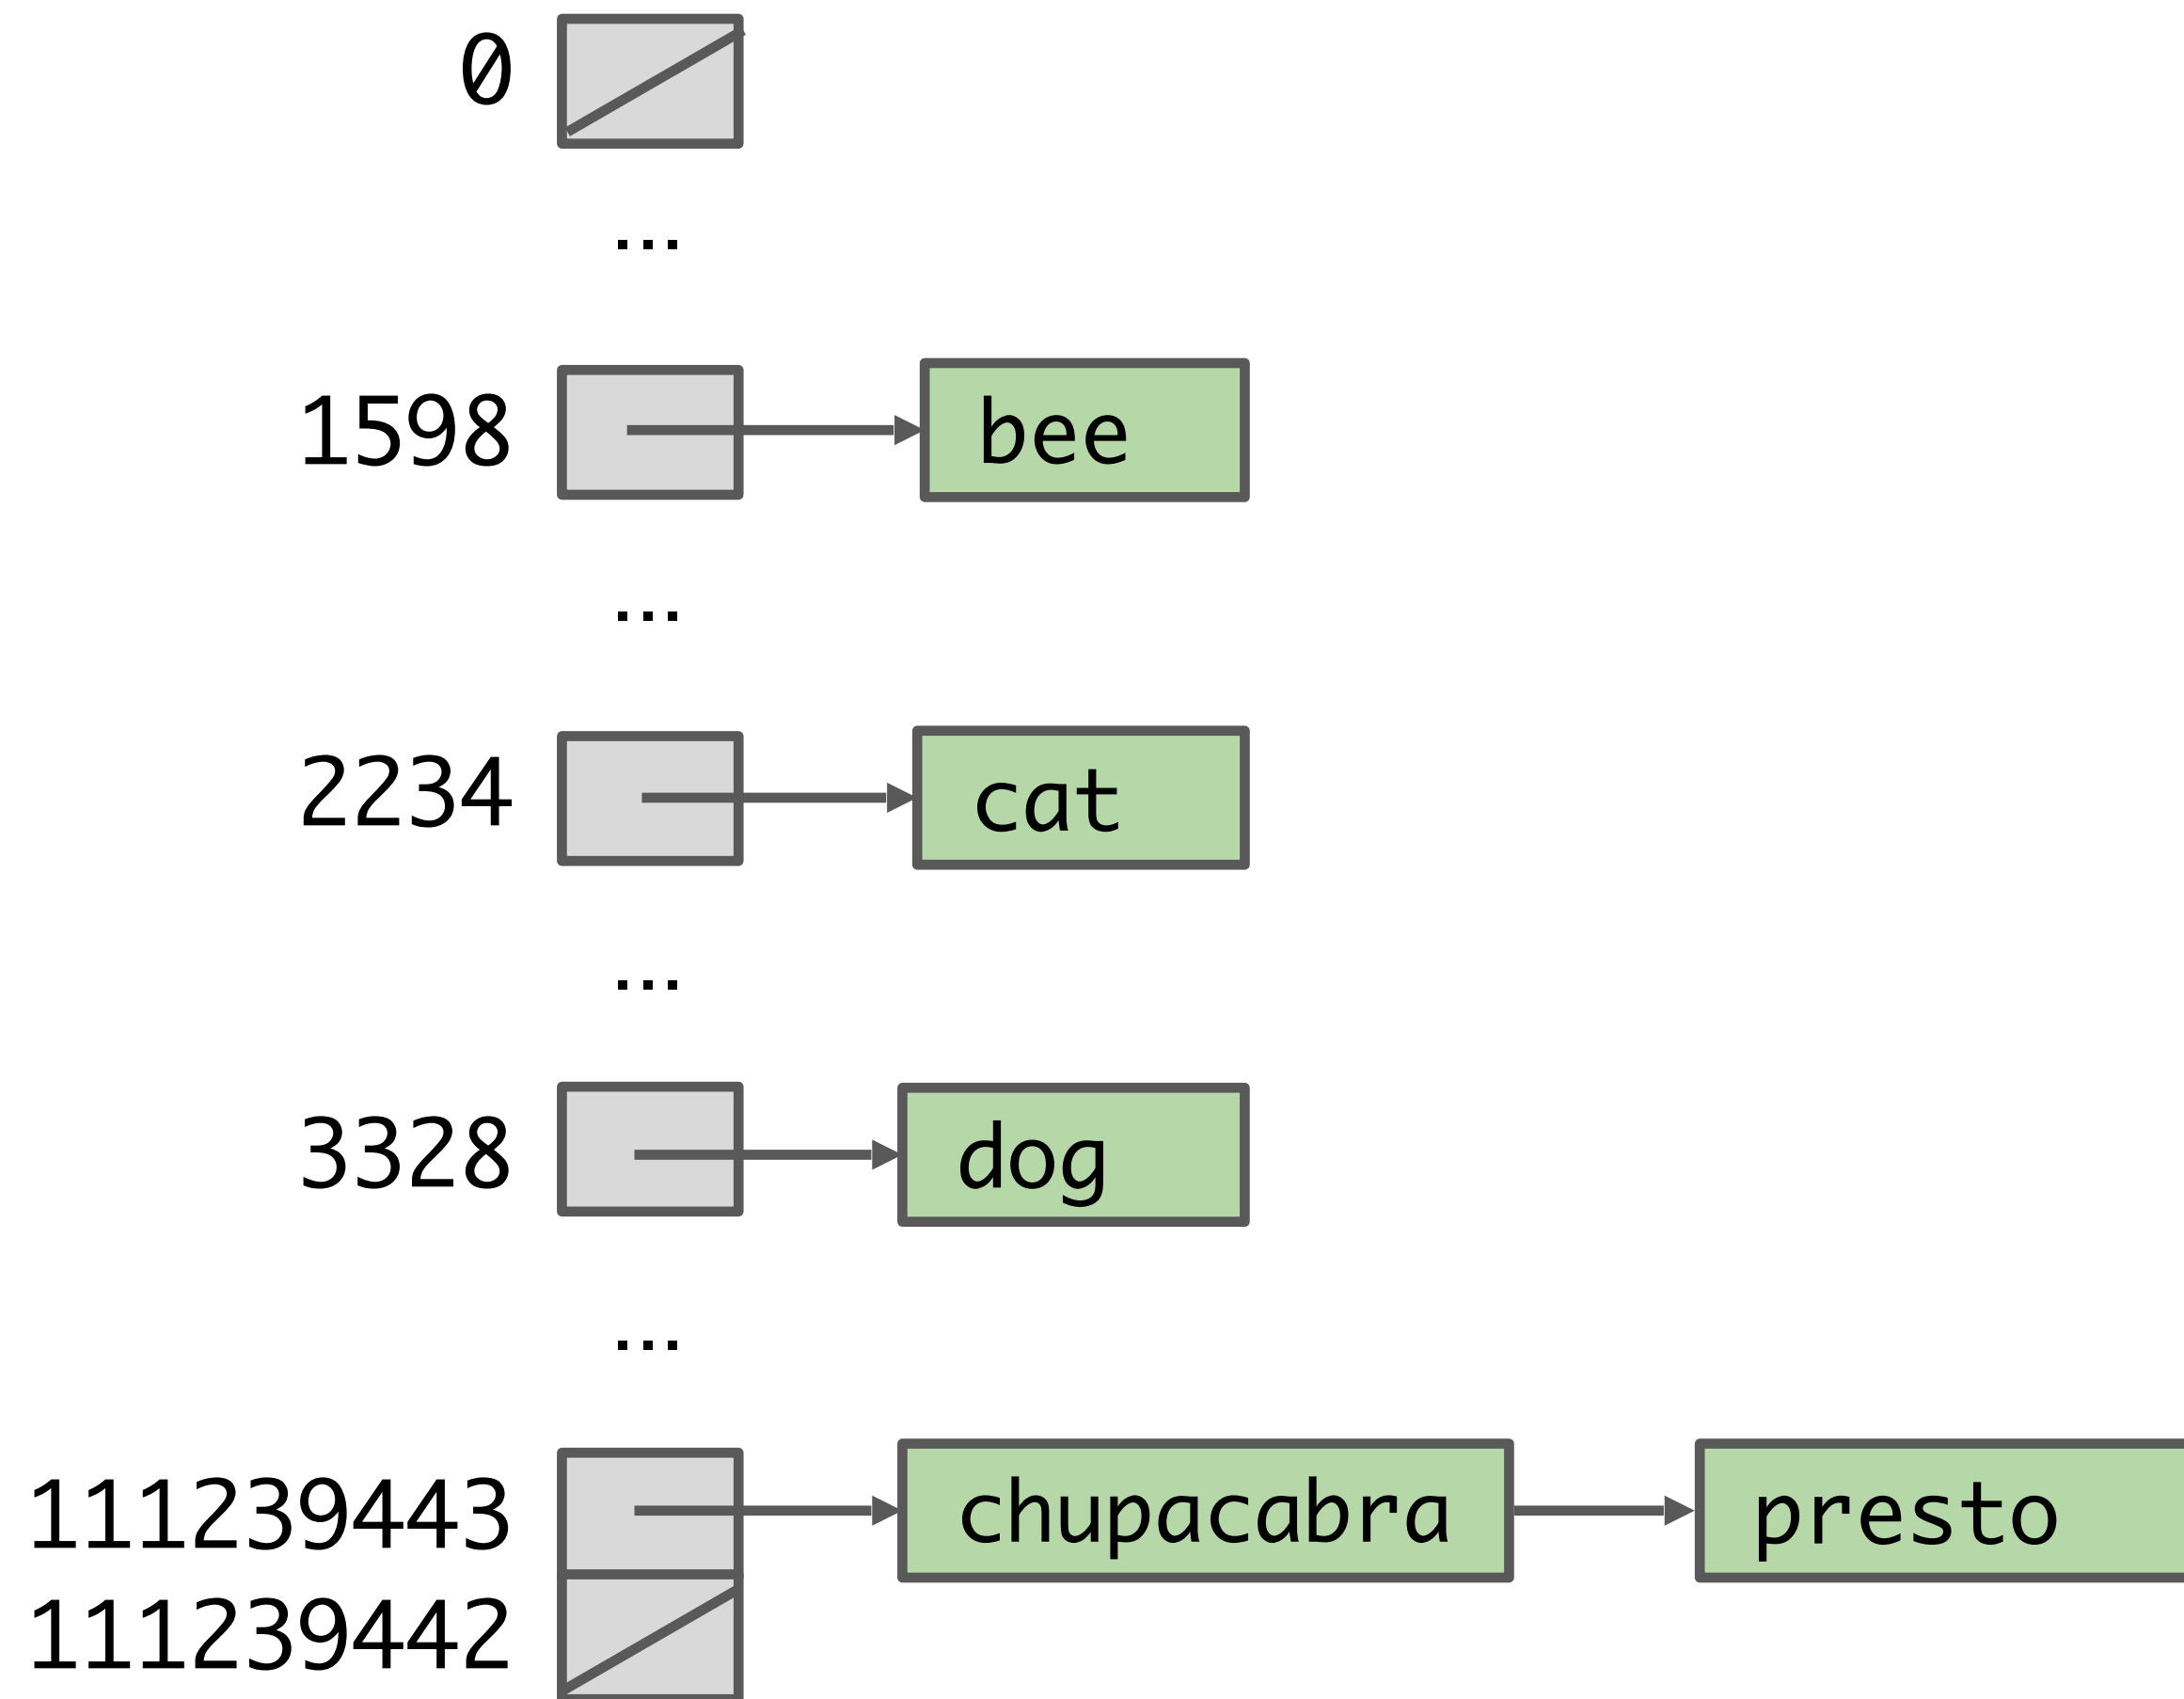 0
...
1598 bee
...
2234 cat
...
3328 dog
...
111239443 chupacabra presto
111239442